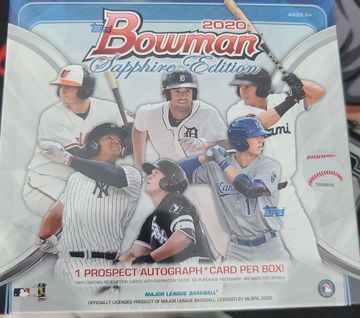 AGES 6+
Topps
2020
Bowman
Sapphire Edition
1 PROSPECT AUTOGRAPH* CARD PER BOX!
MAJOR LEAGUE BASEBALL
OFFICIALLY LICENSED PRODUCT OF MAJOR LEAGUE BASEBALL. LICENSED BY MLBPA, 2020.
Topps